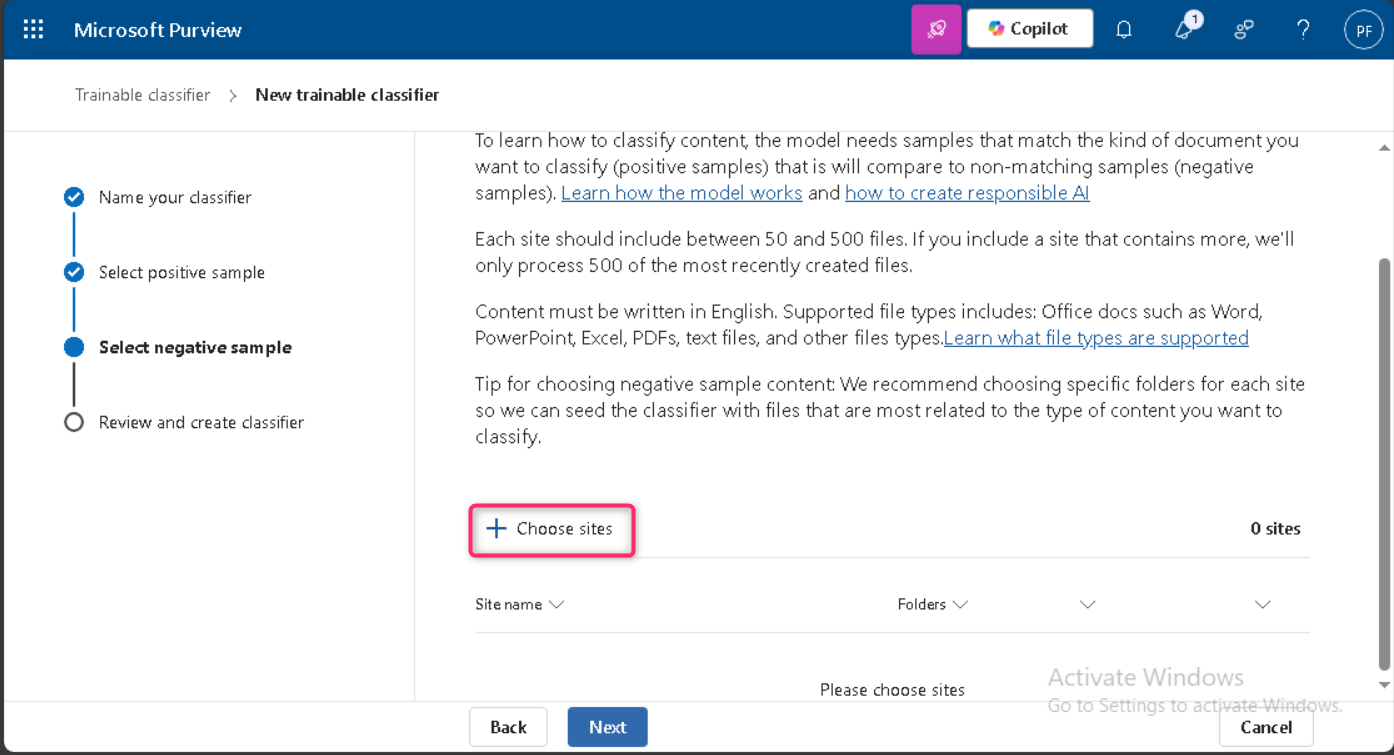 Microsoft Purview
Copilot
1
?
PF
Trainable classifier > New trainable classifier
Name your classifier
Select positive sample
Select negative sample
Review and create classifier
To learn how to classify content, the model needs samples that match the kind of document you
want to classify (positive samples) that is will compare to non-matching samples (negative
samples). Learn how the model works and how to create responsible AI
Each site should include between 50 and 500 files. If you include a site that contains more, we'll
only process 500 of the most recently created files.
Content must be written in English. Supported file types includes: Office docs such as Word,
PowerPoint, Excel, PDFs, text files, and other files types.Learn what file types are supported
Tip for choosing negative sample content: We recommend choosing specific folders for each site
so we can seed the classifier with files that are most related to the type of content you want to
classify.
+ Choose sites
0 sites
Site name
Folders
Please choose sites
Activate Windows
Go to Settings to activate Windows.
Back
Next
Cancel